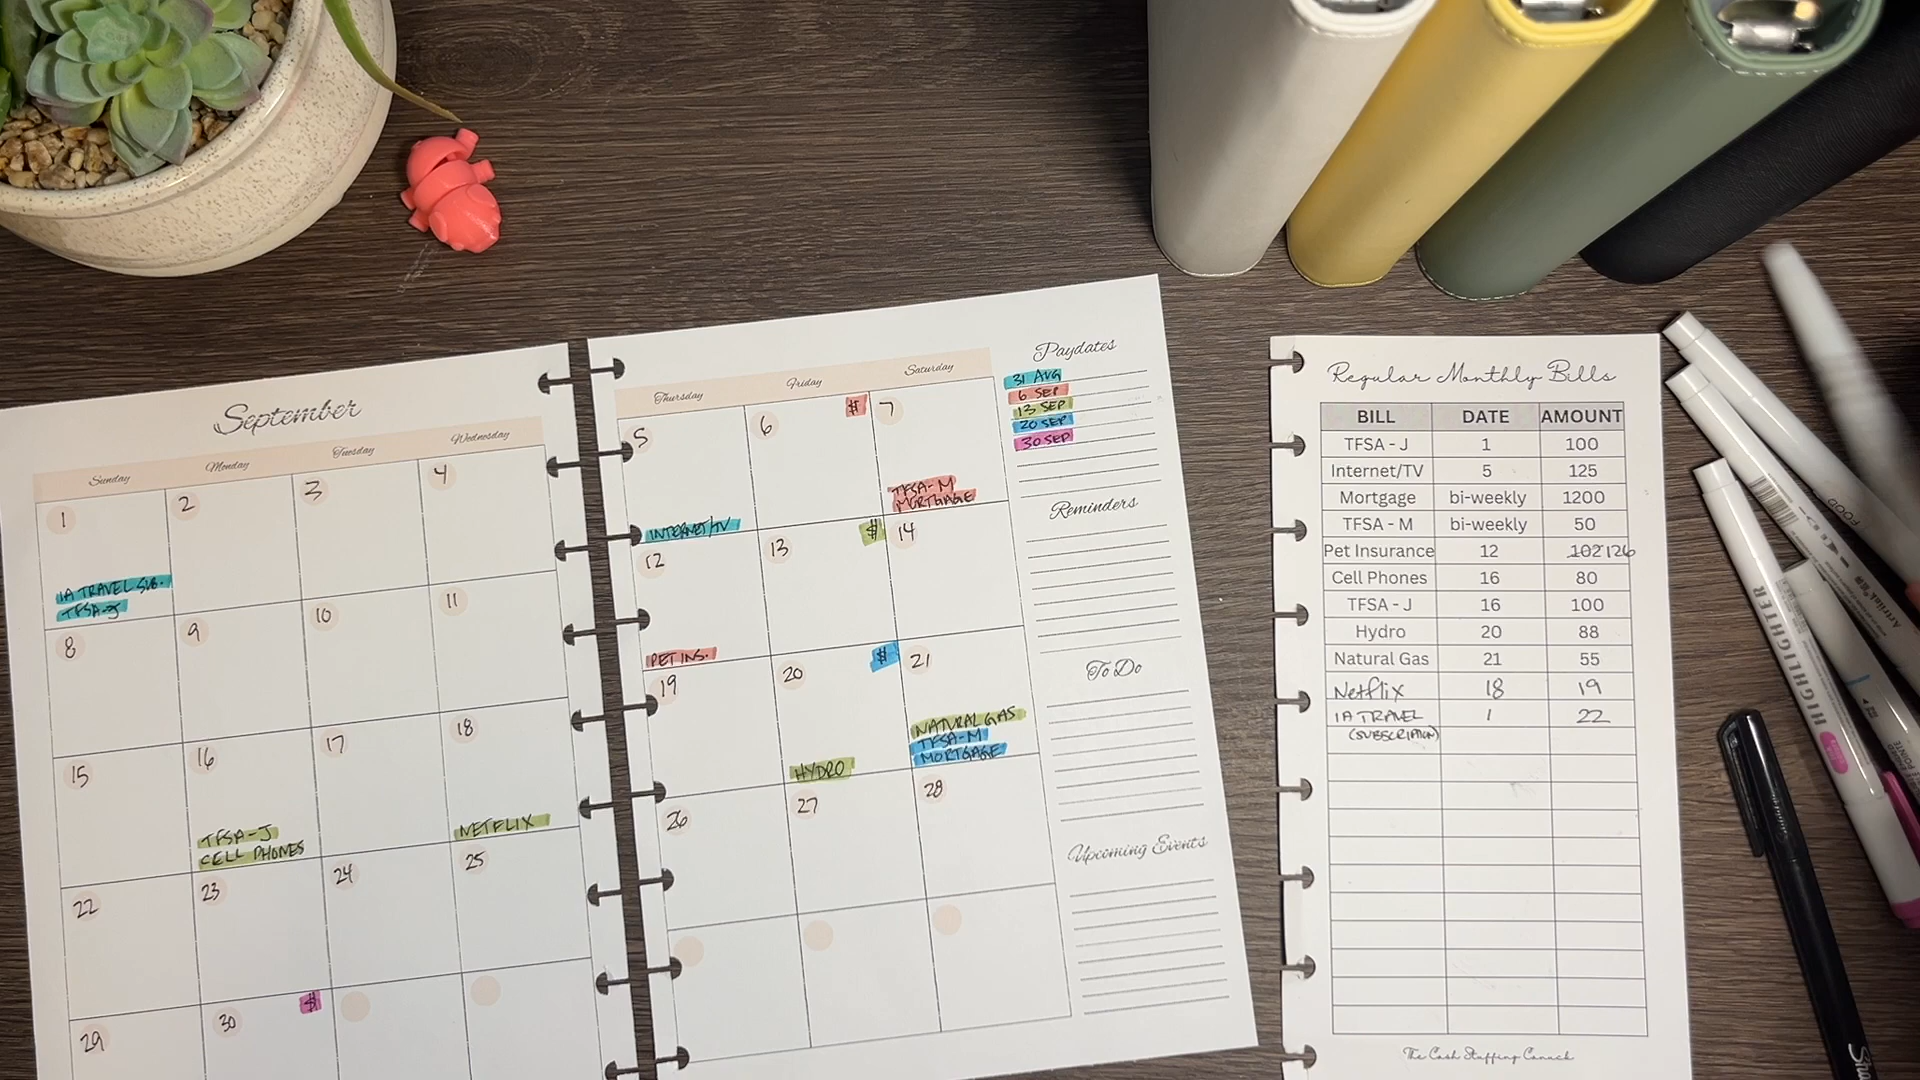 September
Sunday Monday Tuesday Wednesday
1 2 3 4
IA TRAVEL SUB.
TFSA-J
8 9 10 11
15 16 17 18
TFSA-J
CELL PHONES
NETFLIX
22 23 24 25
29 30 $
Thursday Friday Saturday
5 6 $ 7
INTERNET/TV
TFSA-M
MORTGAGE
12 13 $ 14
PET INS.
19 20 $ 21
HYDRO
NATURAL GAS
TFSA-M
MORTGAGE
26 27 28
Paydates
31 AUG
6 SEP
13 SEP
20 SEP
30 SEP
Reminders
To Do
Upcoming Events
Regular Monthly Bills
BILL DATE AMOUNT
TFSA - J 1 100
Internet/TV 5 125
Mortgage bi-weekly 1200
TFSA - M bi-weekly 50
Pet Insurance 12 102 126
Cell Phones 16 80
TFSA - J 16 100
Hydro 20 88
Natural Gas 21 55
Netflix 18 19
IA TRAVEL 1 22
(SUBSCRIPTION)
The Cash Stuffing Canuck
HIGHLIGHTER
FOOD
Sha